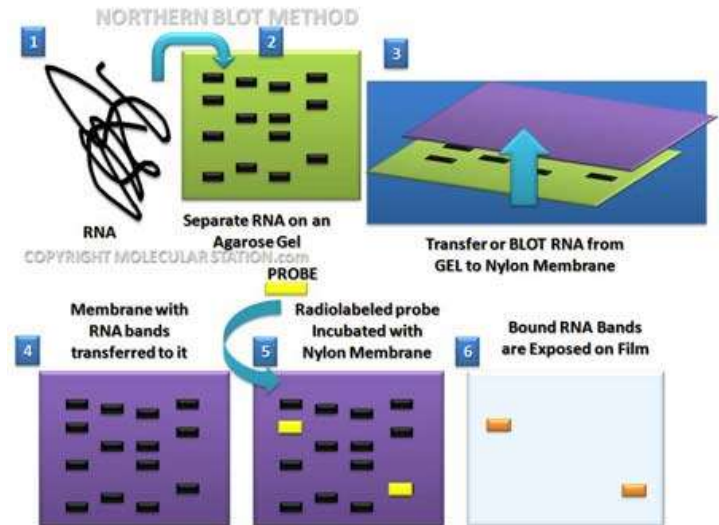 NORTHERN BLOT METHOD
1
2
3
RNA
Separate RNA on an
Agarose Gel
Transfer or BLOT RNA from
GEL to Nylon Membrane
COPYRIGHT MOLECULAR STATION.com
PROBE
4
Membrane with
RNA bands
transferred to it
5
Radiolabeled probe
Incubated with
Nylon Membrane
6
Bound RNA Bands
are Exposed on Film